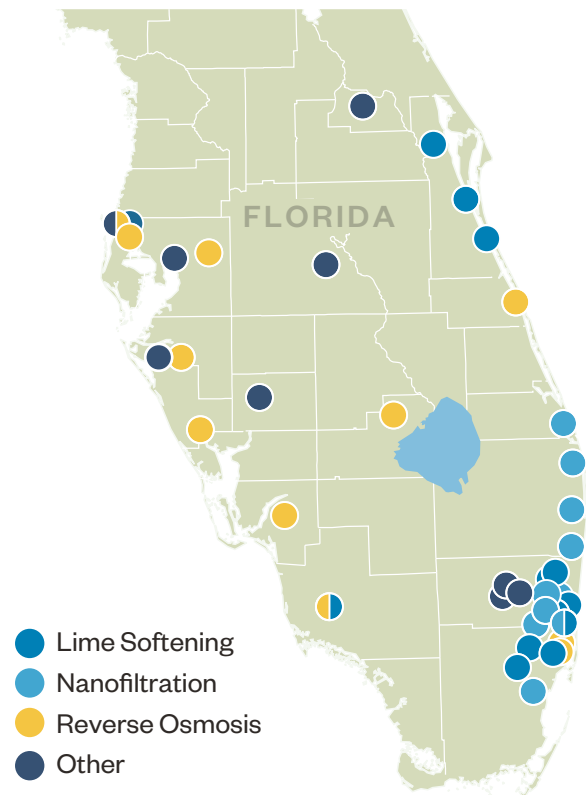 FLORIDA
Lime Softening
Nanofiltration
Reverse Osmosis
Other